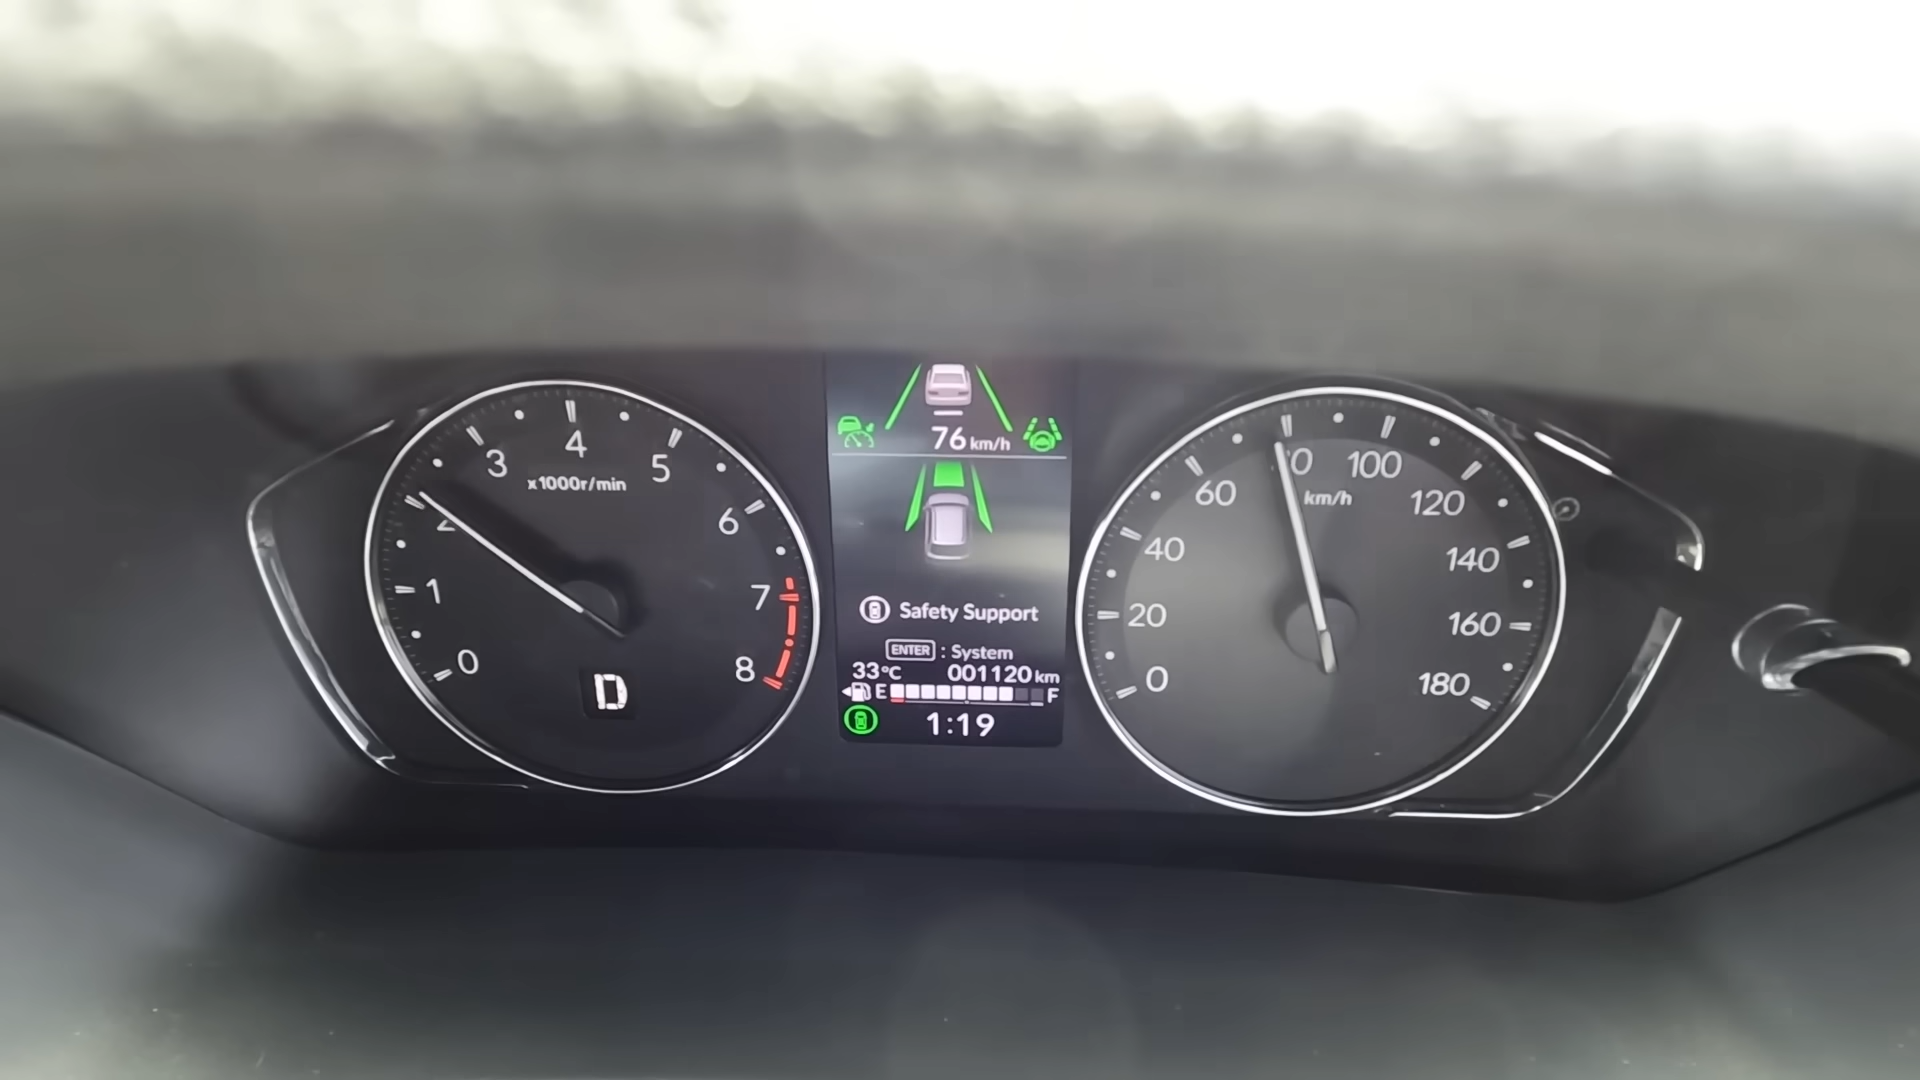 3
4
5
x1000r/min
2
6
1
7
0
8
D
76 km/h
Safety Support
ENTER : System
33°C 001120 km
E F
1:19
100
60
km/h
120
40
140
20
160
0
180